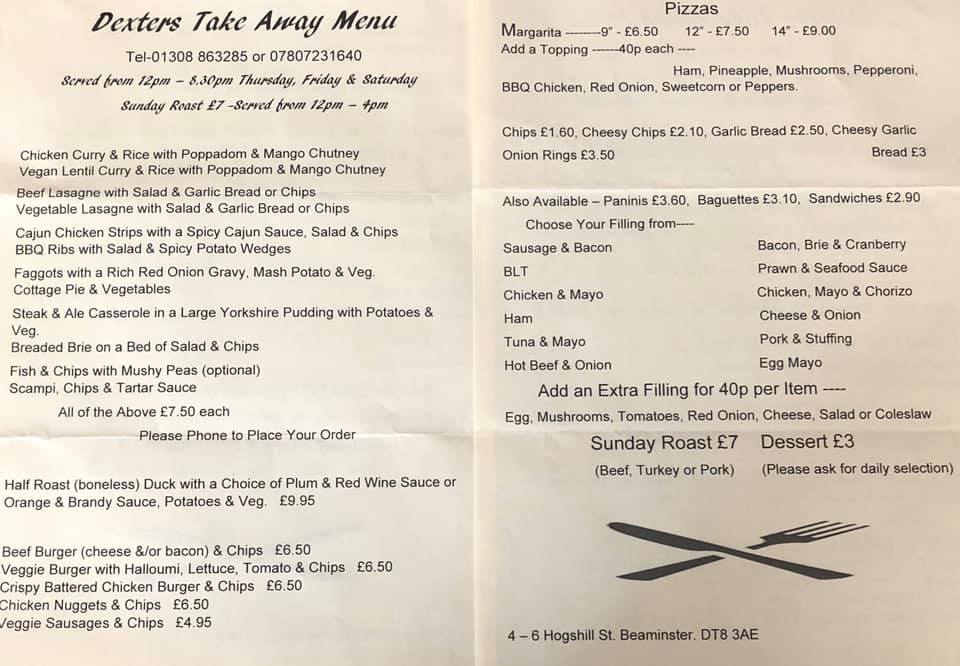 Dexters Take Away Menu
Tel-01308 863285 or 07807231640
Served from 12pm – 8.30pm Thursday, Friday & Saturday
Sunday Roast £7 -Served from 12pm – 4pm
Chicken Curry & Rice with Poppadom & Mango Chutney
Vegan Lentil Curry & Rice with Poppadom & Mango Chutney
Beef Lasagne with Salad & Garlic Bread or Chips
Vegetable Lasagne with Salad & Garlic Bread or Chips
Cajun Chicken Strips with a Spicy Cajun Sauce, Salad & Chips
BBQ Ribs with Salad & Spicy Potato Wedges
Faggots with a Rich Red Onion Gravy, Mash Potato & Veg.
Cottage Pie & Vegetables
Steak & Ale Casserole in a Large Yorkshire Pudding with Potatoes &
Veg.
Breaded Brie on a Bed of Salad & Chips
Fish & Chips with Mushy Peas (optional)
Scampi, Chips & Tartar Sauce
All of the Above £7.50 each
Please Phone to Place Your Order
Half Roast (boneless) Duck with a Choice of Plum & Red Wine Sauce or
Orange & Brandy Sauce, Potatoes & Veg. £9.95
Beef Burger (cheese &/or bacon) & Chips £6.50
Veggie Burger with Halloumi, Lettuce, Tomato & Chips £6.50
Crispy Battered Chicken Burger & Chips £6.50
Chicken Nuggets & Chips £6.50
Veggie Sausages & Chips £4.95
Pizzas
Margarita --------9” - £6.50 12” - £7.50 14” - £9.00
Add a Topping ------40p each ----
Ham, Pineapple, Mushrooms, Pepperoni,
BBQ Chicken, Red Onion, Sweetcorn or Peppers.
Chips £1.60, Cheesy Chips £2.10, Garlic Bread £2.50, Cheesy Garlic
Onion Rings £3.50 Bread £3
Also Available – Paninis £3.60, Baguettes £3.10, Sandwiches £2.90
Choose Your Filling from----
Sausage & Bacon Bacon, Brie & Cranberry
BLT Prawn & Seafood Sauce
Chicken & Mayo Chicken, Mayo & Chorizo
Ham Cheese & Onion
Tuna & Mayo Pork & Stuffing
Hot Beef & Onion Egg Mayo
Add an Extra Filling for 40p per Item ----
Egg, Mushrooms, Tomatoes, Red Onion, Cheese, Salad or Coleslaw
Sunday Roast £7 Dessert £3
(Beef, Turkey or Pork) (Please ask for daily selection)
4 – 6 Hogshill St. Beaminster. DT8 3AE